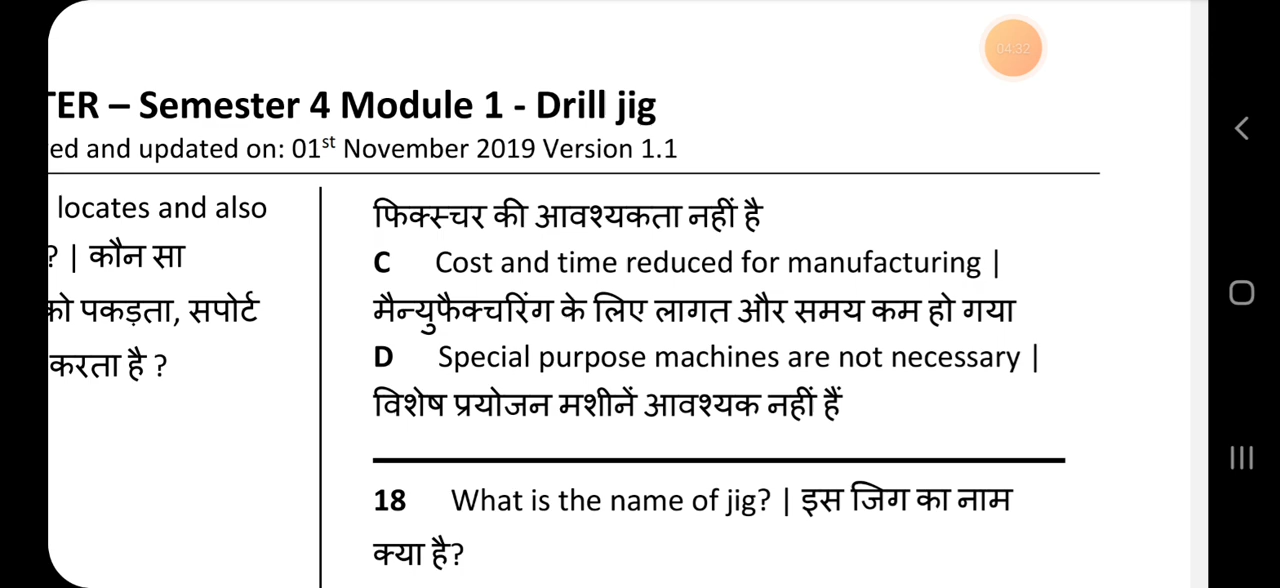 04:32
TER – Semester 4 Module 1 - Drill jig
ed and updated on: 01st November 2019 Version 1.1
locates and also
? | कौन सा
को पकड़ता, सपोर्ट
करता है ?
फिक्स्चर की आवश्यकता नहीं है
C Cost and time reduced for manufacturing |
मैन्युफैक्चरिंग के लिए लागत और समय कम हो गया
D Special purpose machines are not necessary |
विशेष प्रयोजन मशीनें आवश्यक नहीं हैं
18 What is the name of jig? | इस जिग का नाम
क्या है?